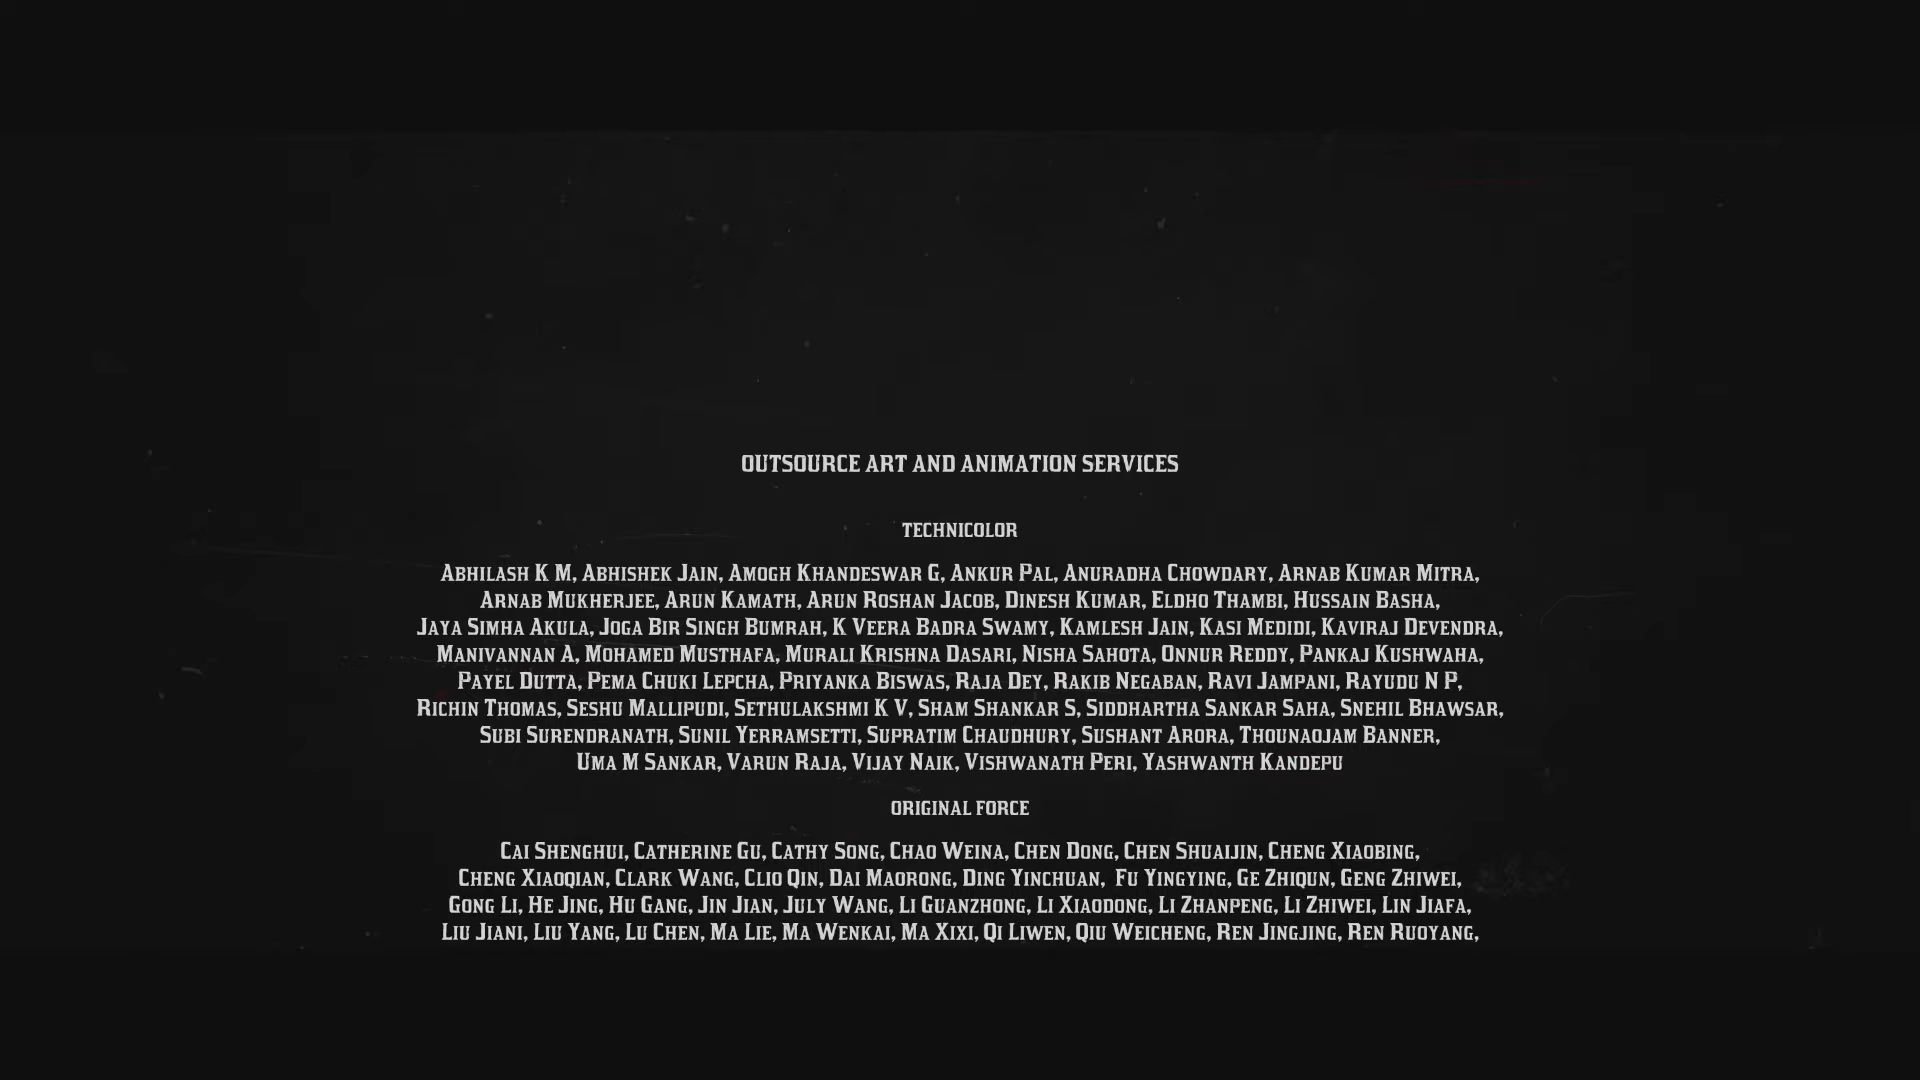 OUTSOURCE ART AND ANIMATION SERVICES
TECHNICOLOR
ABHILASH K M, ABHISHEK JAIN, AMOGH KHANDESWAR G, ANKUR PAL, ANURADHA CHOWDARY, ARNAB KUMAR MITRA,
ARNAB MUKHERJEE, ARUN KAMATH, ARUN ROSHAN JACOB, DINESH KUMAR, ELDHO THAMBI, HUSSAIN BASHA,
JAYA SIMHA AKULA, JOGA BIR SINGH BUMRAH, K VEERA BADRA SWAMY, KAMLESH JAIN, KASI MEDIDI, KAVIRAJ DEVENDRA,
MANIVANNAN A, MOHAMED MUSTHAFA, MURALI KRISHNA DASARI, NISHA SAHOTA, ONNUR REDDY, PANKAJ KUSHWAHA,
PAYEL DUTTA, PEMA CHUKI LEPCHA, PRIYANKA BISWAS, RAJA DEY, RAKIB NEGABAN, RAVI JAMPANI, RAYUDU N P,
RICHIN THOMAS, SESHU MALLIPUDI, SETHULAKSHMI K V, SHAM SHANKAR S, SIDDHARTHA SANKAR SAHA, SNEHIL BHAWSAR,
SUBI SURENDRANATH, SUNIL YERRAMSETTI, SUPRATIM CHAUDHURY, SUSHANT ARORA, THOUNAOJAM BANNER,
UMA M SANKAR, VARUN RAJA, VIJAY NAIK, VISHWANATH PERI, YASHWANTH KANDEPU
ORIGINAL FORCE
CAI SHENGHUI, CATHERINE GU, CATHY SONG, CHAO WEINA, CHEN DONG, CHEN SHUAIJIN, CHENG XIAOBING,
CHENG XIAOQIAN, CLARK WANG, CLIO QIN, DAI MAORONG, DING YINCHUAN, FU YINGYING, GE ZHIQUN, GENG ZHIWEI,
GONG LI, HE JING, HU GANG, JIN JIAN, JULY WANG, LI GUANZHONG, LI XIAODONG, LI ZHANPENG, LI ZHIWEI, LIN JIAFA,
LIU JIANI, LIU YANG, LU CHEN, MA LIE, MA WENKAI, MA XIXI, QI LIWEN, QIU WEICHENG, REN JINGJING, REN RUOYANG,